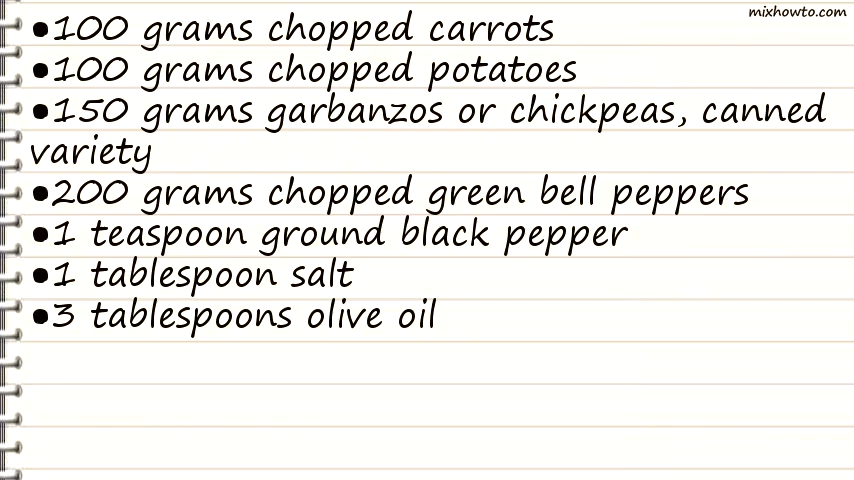 mixhowto.com
•100 grams chopped carrots
•100 grams chopped potatoes
•150 grams garbanzos or chickpeas, canned
variety
•200 grams chopped green bell peppers
•1 teaspoon ground black pepper
•1 tablespoon salt
•3 tablespoons olive oil